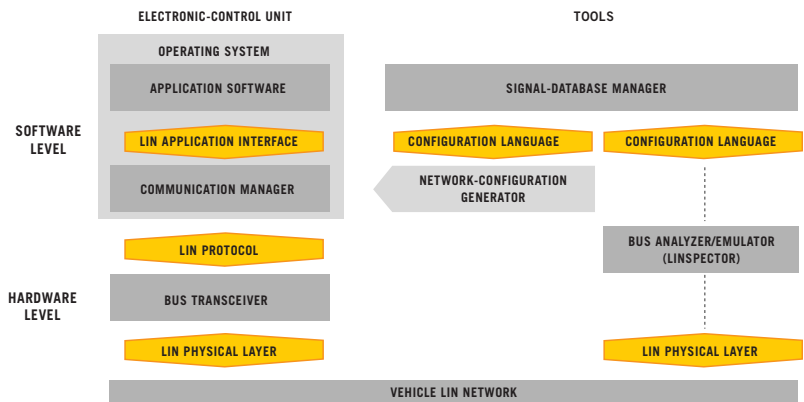 ELECTRONIC-CONTROL UNIT
TOOLS
OPERATING SYSTEM
APPLICATION SOFTWARE
SIGNAL-DATABASE MANAGER
SOFTWARE
LEVEL
LIN APPLICATION INTERFACE
CONFIGURATION LANGUAGE
CONFIGURATION LANGUAGE
COMMUNICATION MANAGER
NETWORK-CONFIGURATION
GENERATOR
LIN PROTOCOL
BUS ANALYZER/EMULATOR
(LINSPECTOR)
HARDWARE
LEVEL
BUS TRANSCEIVER
LIN PHYSICAL LAYER
LIN PHYSICAL LAYER
VEHICLE LIN NETWORK